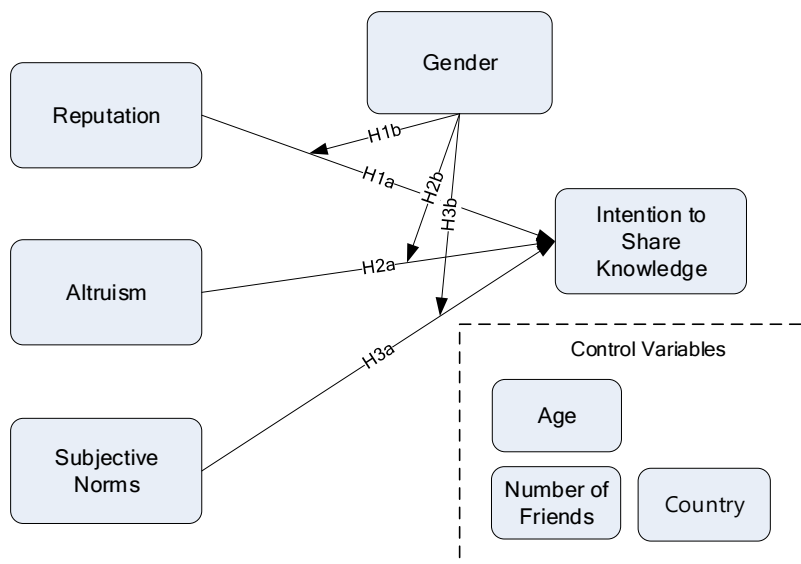 Gender
Reputation
H1b
H1a
H2b
H3b
Intention to
Share
Knowledge
Altruism
H2a
H3a
Control Variables
Age
Subjective
Norms
Number of
Friends
Country